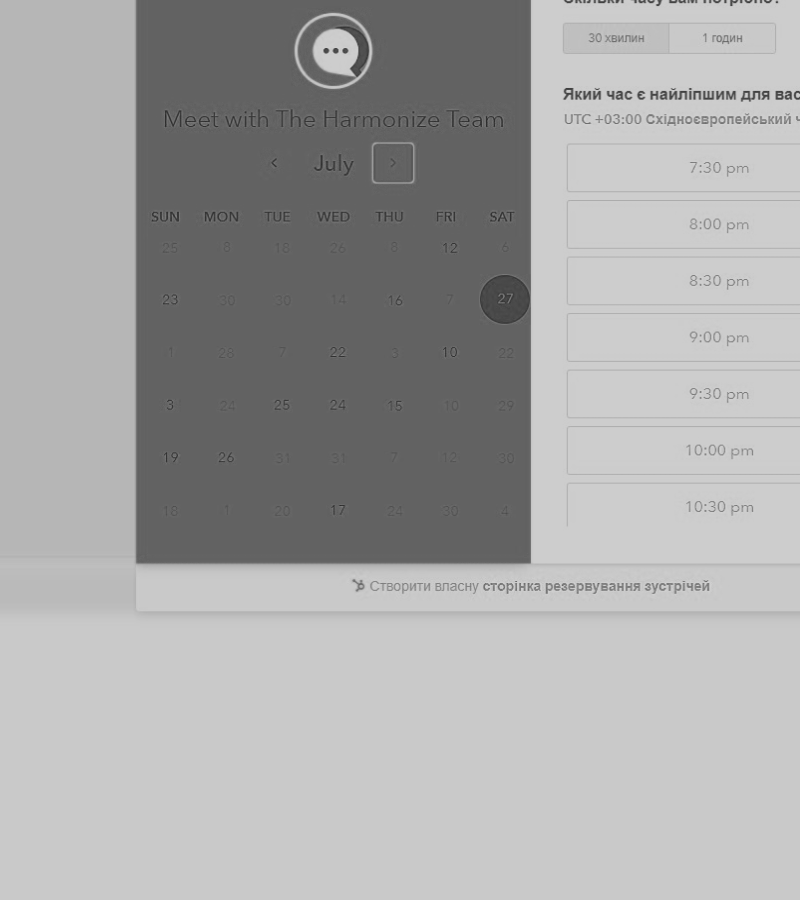 Скільки часу вам потрібно?
30 хвилин
1 годин
Який час є найліпшим для вас
UTC +03:00 Східноєвропейський ч
7:30 pm
8:00 pm
8:30 pm
9:00 pm
9:30 pm
10:00 pm
10:30 pm
Meet with The Harmonize Team
July
SUN MON TUE WED THU FRI SAT
25 8 18 26 8 12 6
23 30 30 14 16 7 27
1 28 7 22 3 10 22
3 24 25 24 15 10 29
19 26 31 31 7 12 30
18 1 20 17 24 30 4
Створити власну сторінка резервування зустрічей